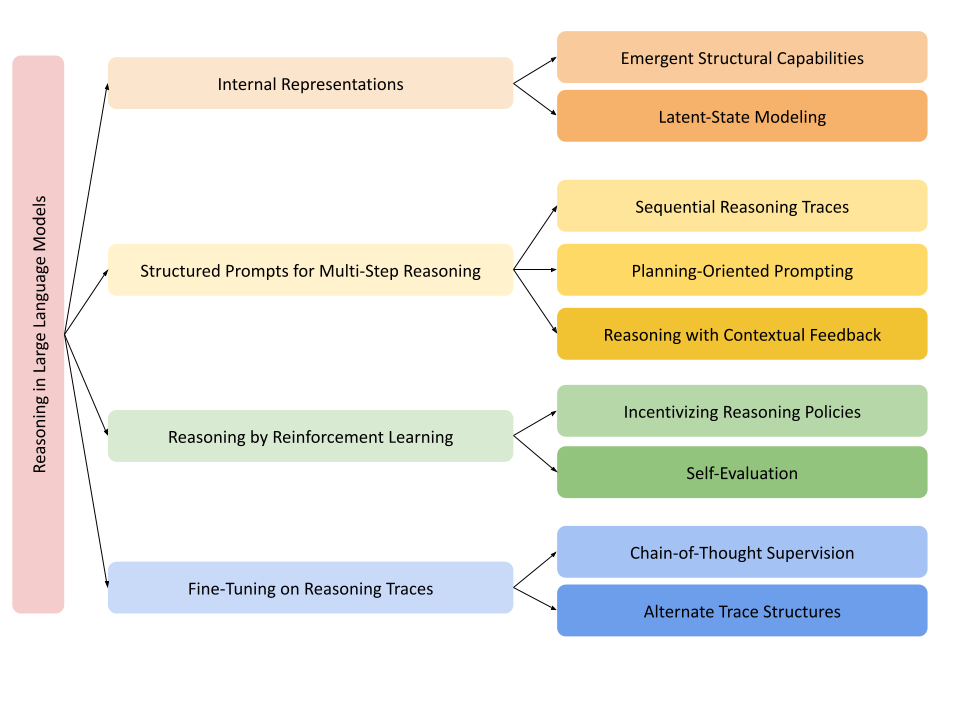 Reasoning in Large Language Models
Internal Representations
Emergent Structural Capabilities
Latent-State Modeling
Structured Prompts for Multi-Step Reasoning
Sequential Reasoning Traces
Planning-Oriented Prompting
Reasoning with Contextual Feedback
Reasoning by Reinforcement Learning
Incentivizing Reasoning Policies
Self-Evaluation
Fine-Tuning on Reasoning Traces
Chain-of-Thought Supervision
Alternate Trace Structures